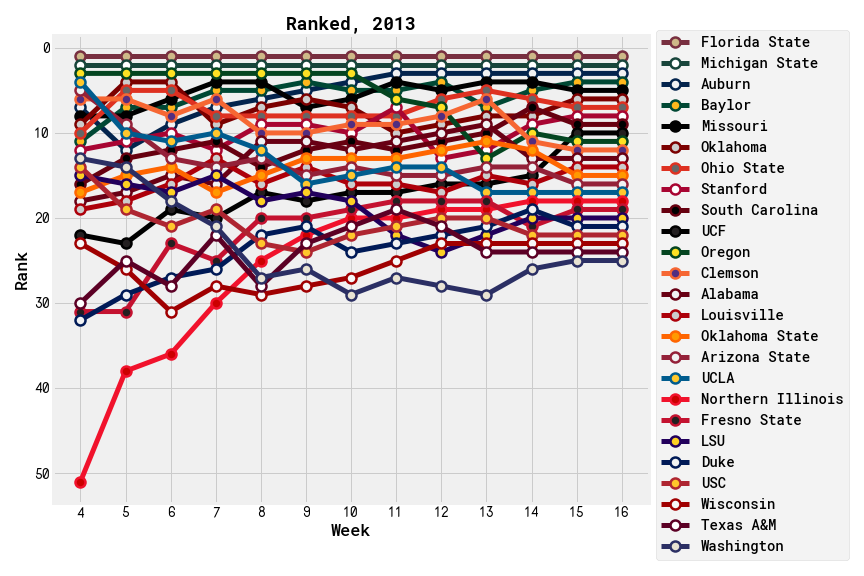 Ranked, 2013
0
10
20
30
40
50
Rank
4 5 6 7 8 9 10 11 12 13 14 15 16
Week
Florida State
Michigan State
Auburn
Baylor
Missouri
Oklahoma
Ohio State
Stanford
South Carolina
UCF
Oregon
Clemson
Alabama
Louisville
Oklahoma State
Arizona State
UCLA
Northern Illinois
Fresno State
LSU
Duke
USC
Wisconsin
Texas A&M
Washington